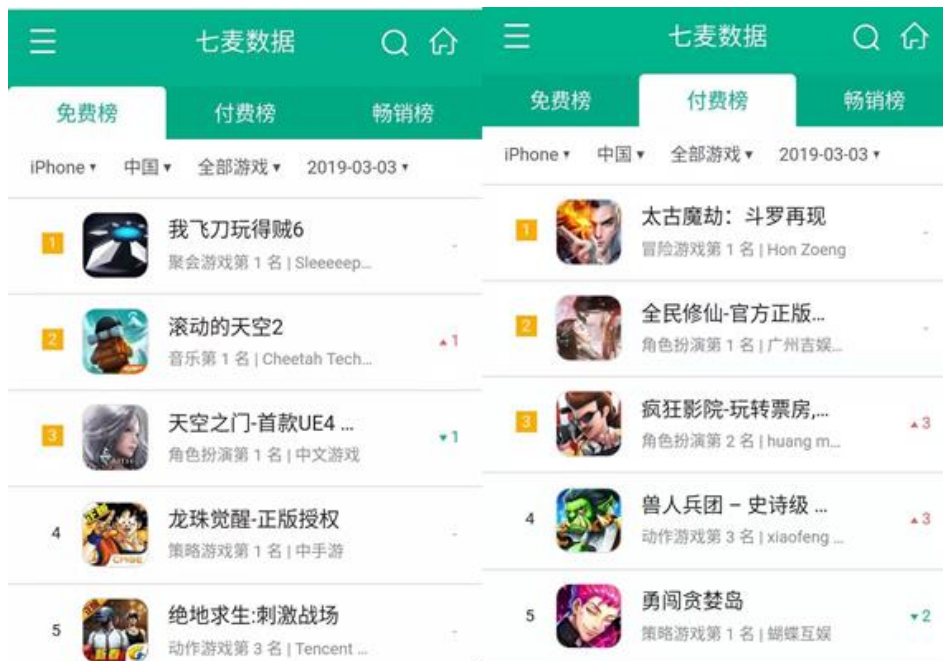 七麦数据
免费榜 付费榜 畅销榜
iPhone▾ 中国▾ 全部游戏▾ 2019-03-03▾
1
我飞刀玩得贼6
聚会游戏第 1 名 | Sleeeeep...
-
2
滚动的天空2
音乐第 1 名 | Cheetah Tech...
▲1
3
天空之门-首款UE4 ...
角色扮演第 1 名 | 中文游戏
▼1
4
龙珠觉醒-正版授权
策略游戏第 1 名 | 中手游
-
5
绝地求生:刺激战场
动作游戏第 3 名 | Tencent ...
-
七麦数据
免费榜 付费榜 畅销榜
iPhone▾ 中国▾ 全部游戏▾ 2019-03-03▾
1
太古魔劫：斗罗再现
冒险游戏第 1 名 | Hon Zoeng
-
2
全民修仙-官方正版...
角色扮演第 1 名 | 广州吉娱...
-
3
疯狂影院-玩转票房,...
角色扮演第 2 名 | huang m...
▲3
4
兽人兵团 – 史诗级 ...
动作游戏第 3 名 | xiaofeng ...
▲3
5
勇闯贪婪岛
策略游戏第 1 名 | 蝴蝶互娱
▼2